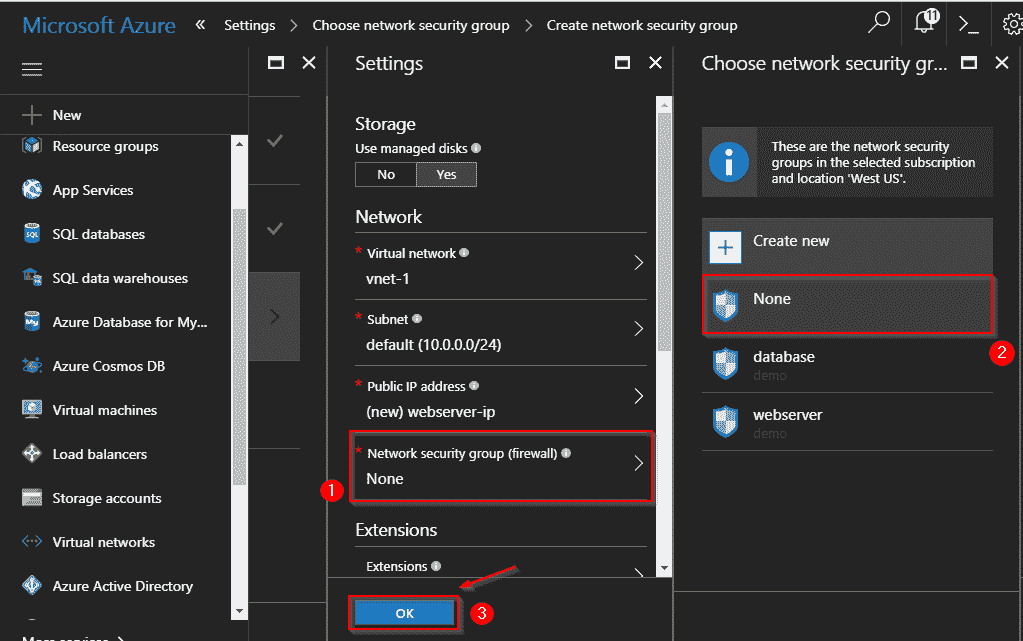 Microsoft Azure « Settings > Choose network security group > Create network security group
11
New
Resource groups
App Services
SQL databases
SQL data warehouses
Azure Database for My...
Azure Cosmos DB
Virtual machines
Load balancers
Storage accounts
Virtual networks
Azure Active Directory
Settings
Storage
Use managed disks
No Yes
Network
* Virtual network
vnet-1
* Subnet
default (10.0.0.0/24)
* Public IP address
(new) webserver-ip
* Network security group (firewall)
None
1
Extensions
Extensions
OK
3
Choose network security gr...
These are the network security
groups in the selected subscription
and location 'West US'.
Create new
None
2
database
demo
webserver
demo